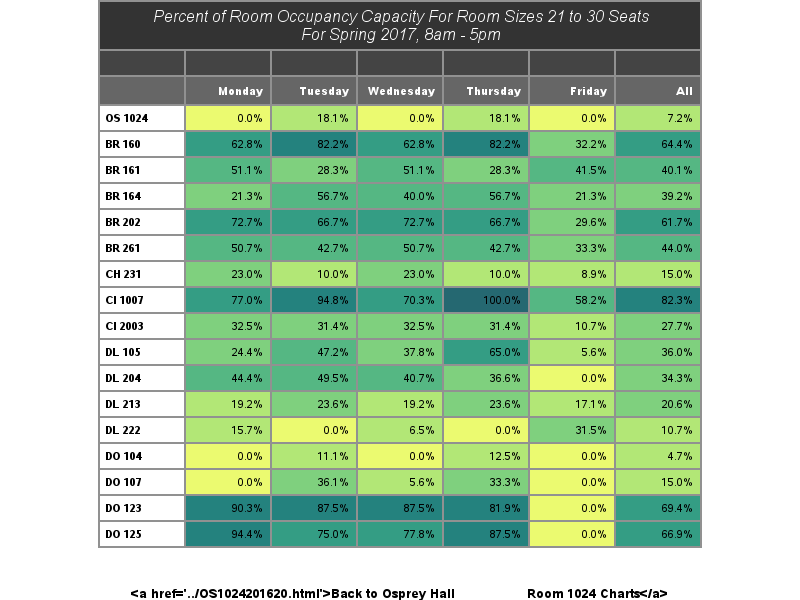 Percent of Room Occupancy Capacity For Room Sizes 21 to 30 Seats
For Spring 2017, 8am - 5pm
Monday Tuesday Wednesday Thursday Friday All
OS 1024 0.0% 18.1% 0.0% 18.1% 0.0% 7.2%
BR 160 62.8% 82.2% 62.8% 82.2% 32.2% 64.4%
BR 161 51.1% 28.3% 51.1% 28.3% 41.5% 40.1%
BR 164 21.3% 56.7% 40.0% 56.7% 21.3% 39.2%
BR 202 72.7% 66.7% 72.7% 66.7% 29.6% 61.7%
BR 261 50.7% 42.7% 50.7% 42.7% 33.3% 44.0%
CH 231 23.0% 10.0% 23.0% 10.0% 8.9% 15.0%
CI 1007 77.0% 94.8% 70.3% 100.0% 58.2% 82.3%
CI 2003 32.5% 31.4% 32.5% 31.4% 10.7% 27.7%
DL 105 24.4% 47.2% 37.8% 65.0% 5.6% 36.0%
DL 204 44.4% 49.5% 40.7% 36.6% 0.0% 34.3%
DL 213 19.2% 23.6% 19.2% 23.6% 17.1% 20.6%
DL 222 15.7% 0.0% 6.5% 0.0% 31.5% 10.7%
DO 104 0.0% 11.1% 0.0% 12.5% 0.0% 4.7%
DO 107 0.0% 36.1% 5.6% 33.3% 0.0% 15.0%
DO 123 90.3% 87.5% 87.5% 81.9% 0.0% 69.4%
DO 125 94.4% 75.0% 77.8% 87.5% 0.0% 66.9%
<a href='../OS1024201620.html'>Back to Osprey Hall Room 1024 Charts</a>